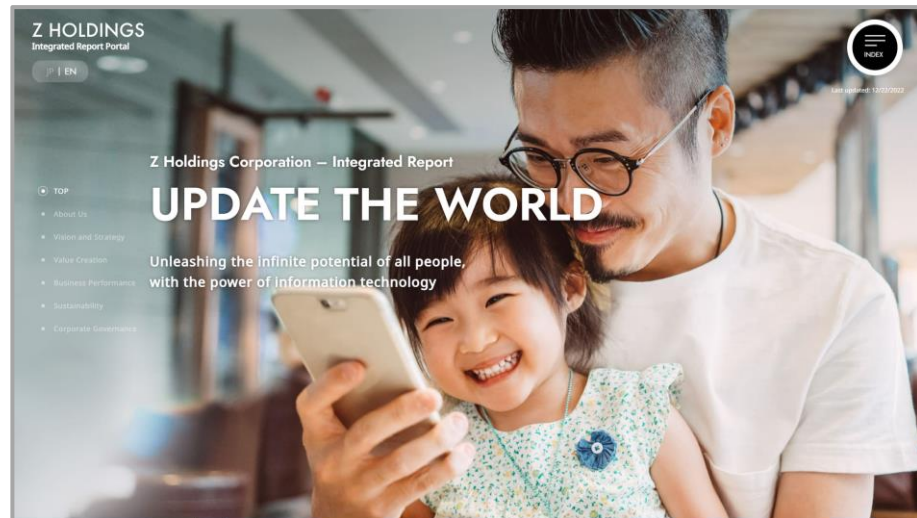 Z HOLDINGS
Integrated Report Portal
JP | EN
INDEX
Last updated: 12/22/2022
Z Holdings Corporation – Integrated Report
UPDATE THE WORLD
Unleashing the infinite potential of all people,
with the power of information technology
TOP
About Us
Vision and Strategy
Value Creation
Business Performance
Sustainability
Corporate Governance